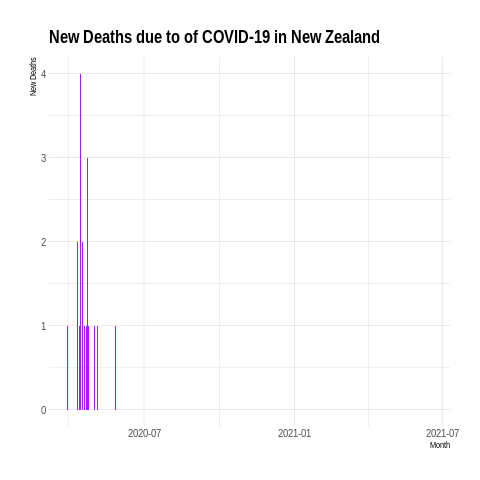 New Deaths due to of COVID-19 in New Zealand
New Deaths
4
3
2
1
0
2020-07
2021-01
2021-07
Month